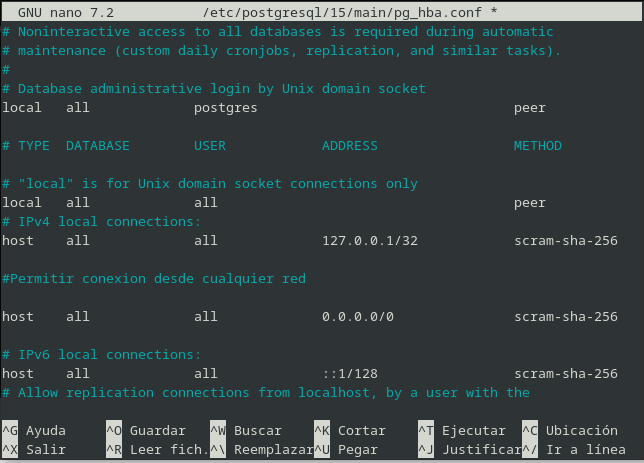 GNU nano 7.2 /etc/postgresql/15/main/pg_hba.conf *
# Noninteractive access to all databases is required during automatic
# maintenance (custom daily cronjobs, replication, and similar tasks).
#
# Database administrative login by Unix domain socket
local all postgres peer
# TYPE DATABASE USER ADDRESS METHOD
# "local" is for Unix domain socket connections only
local all all peer
# IPv4 local connections:
host all all 127.0.0.1/32 scram-sha-256
#Permitir conexion desde cualquier red
host all all 0.0.0.0/0 scram-sha-256
# IPv6 local connections:
host all all ::1/128 scram-sha-256
# Allow replication connections from localhost, by a user with the
^G Ayuda ^O Guardar ^W Buscar ^K Cortar ^T Ejecutar ^C Ubicación
^X Salir ^R Leer fich. ^\ Reemplazar ^U Pegar ^J Justificar ^/ Ir a línea